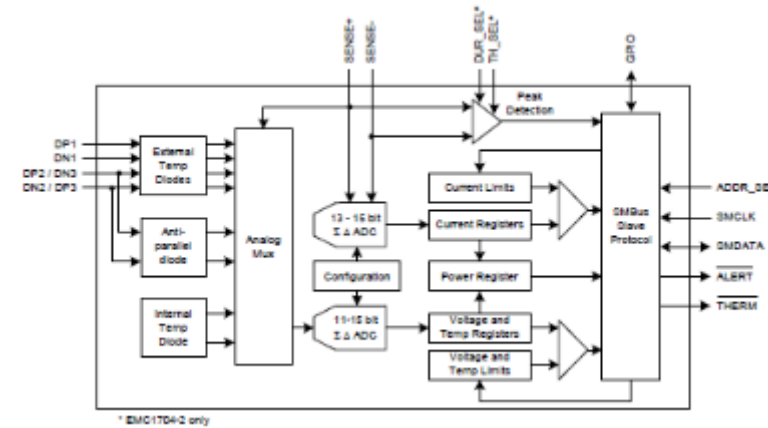 SENSE+
SENSE-
DUR_SEL*
TH_SEL*
GPIO
Peak
Detection
DP1
DN1
DP2 / DN3
DN2 / DP3
External
Temp
Diodes
Anti-
parallel
diode
Internal
Temp
Diode
Analog
Mux
13 - 15 bit
Σ Δ ADC
Configuration
11-15 bit
Σ Δ ADC
Current Limits
Current Registers
Power Register
Voltage and
Temp Registers
Voltage and
Temp Limits
SMBus
Slave
Protocol
ADDR_SE
SMCLK
SMDATA
ALERT
THERM
* EMC1704-2 only